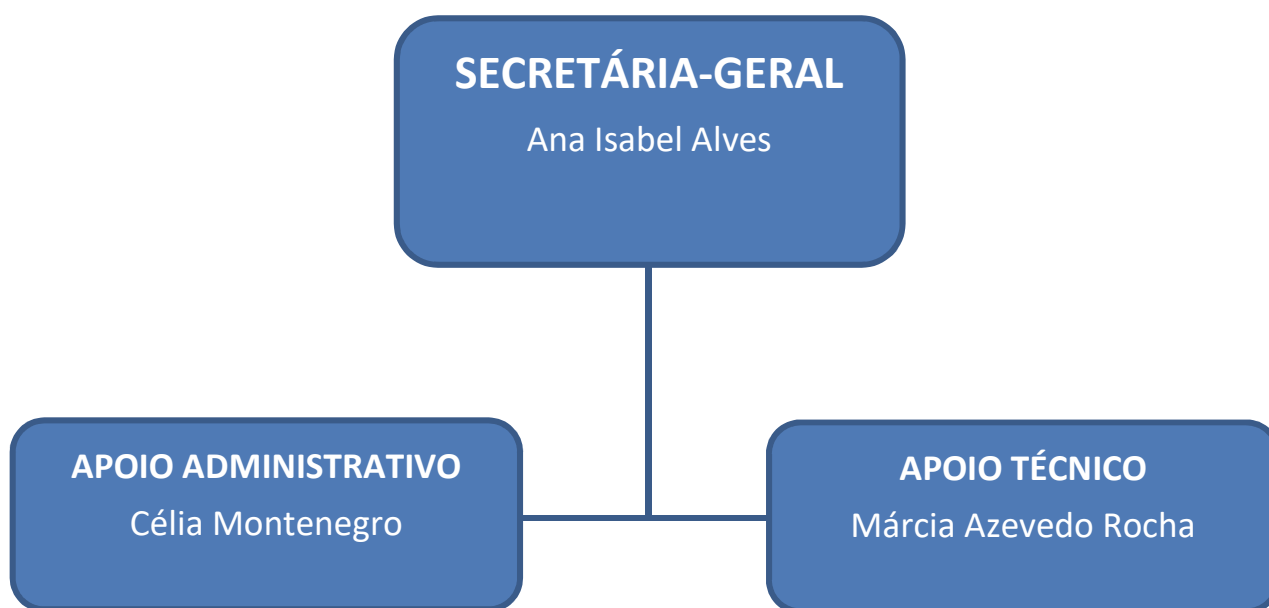 SECRETÁRIA-GERAL
Ana Isabel Alves
APOIO ADMINISTRATIVO
Célia Montenegro
APOIO TÉCNICO
Márcia Azevedo Rocha